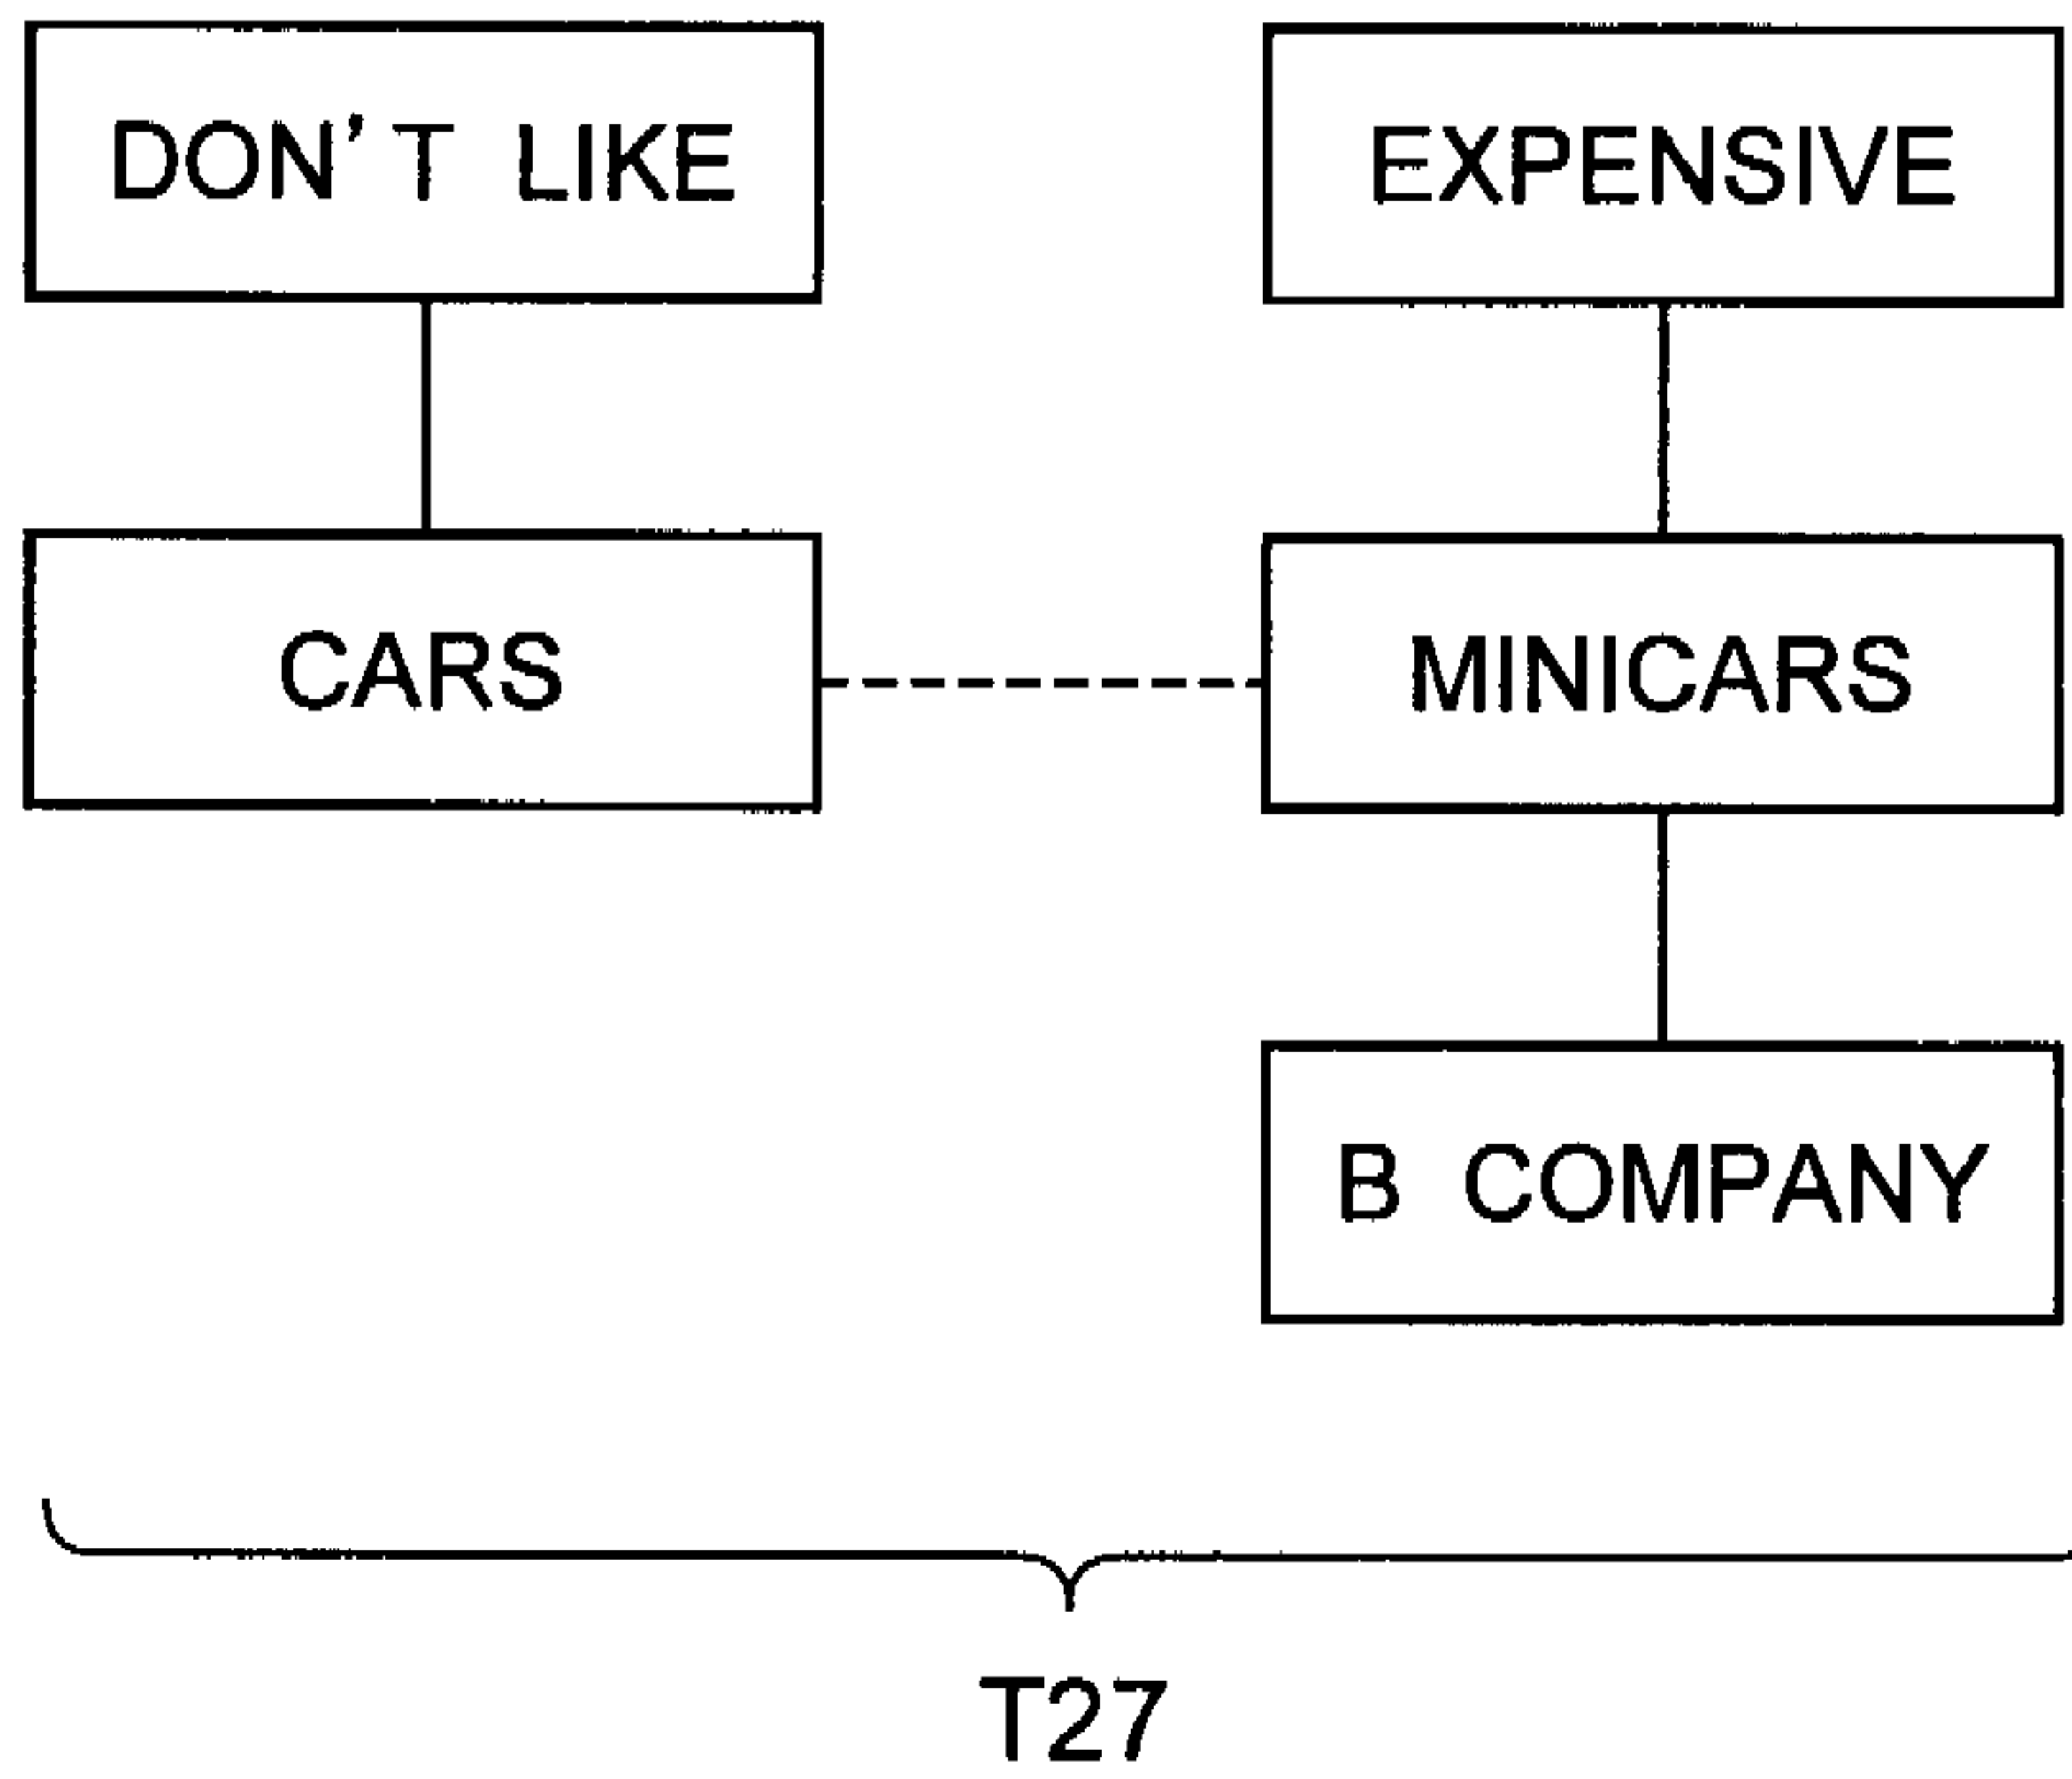 DON'T LIKE
EXPENSIVE
CARS
MINICARS
B COMPANY
T27